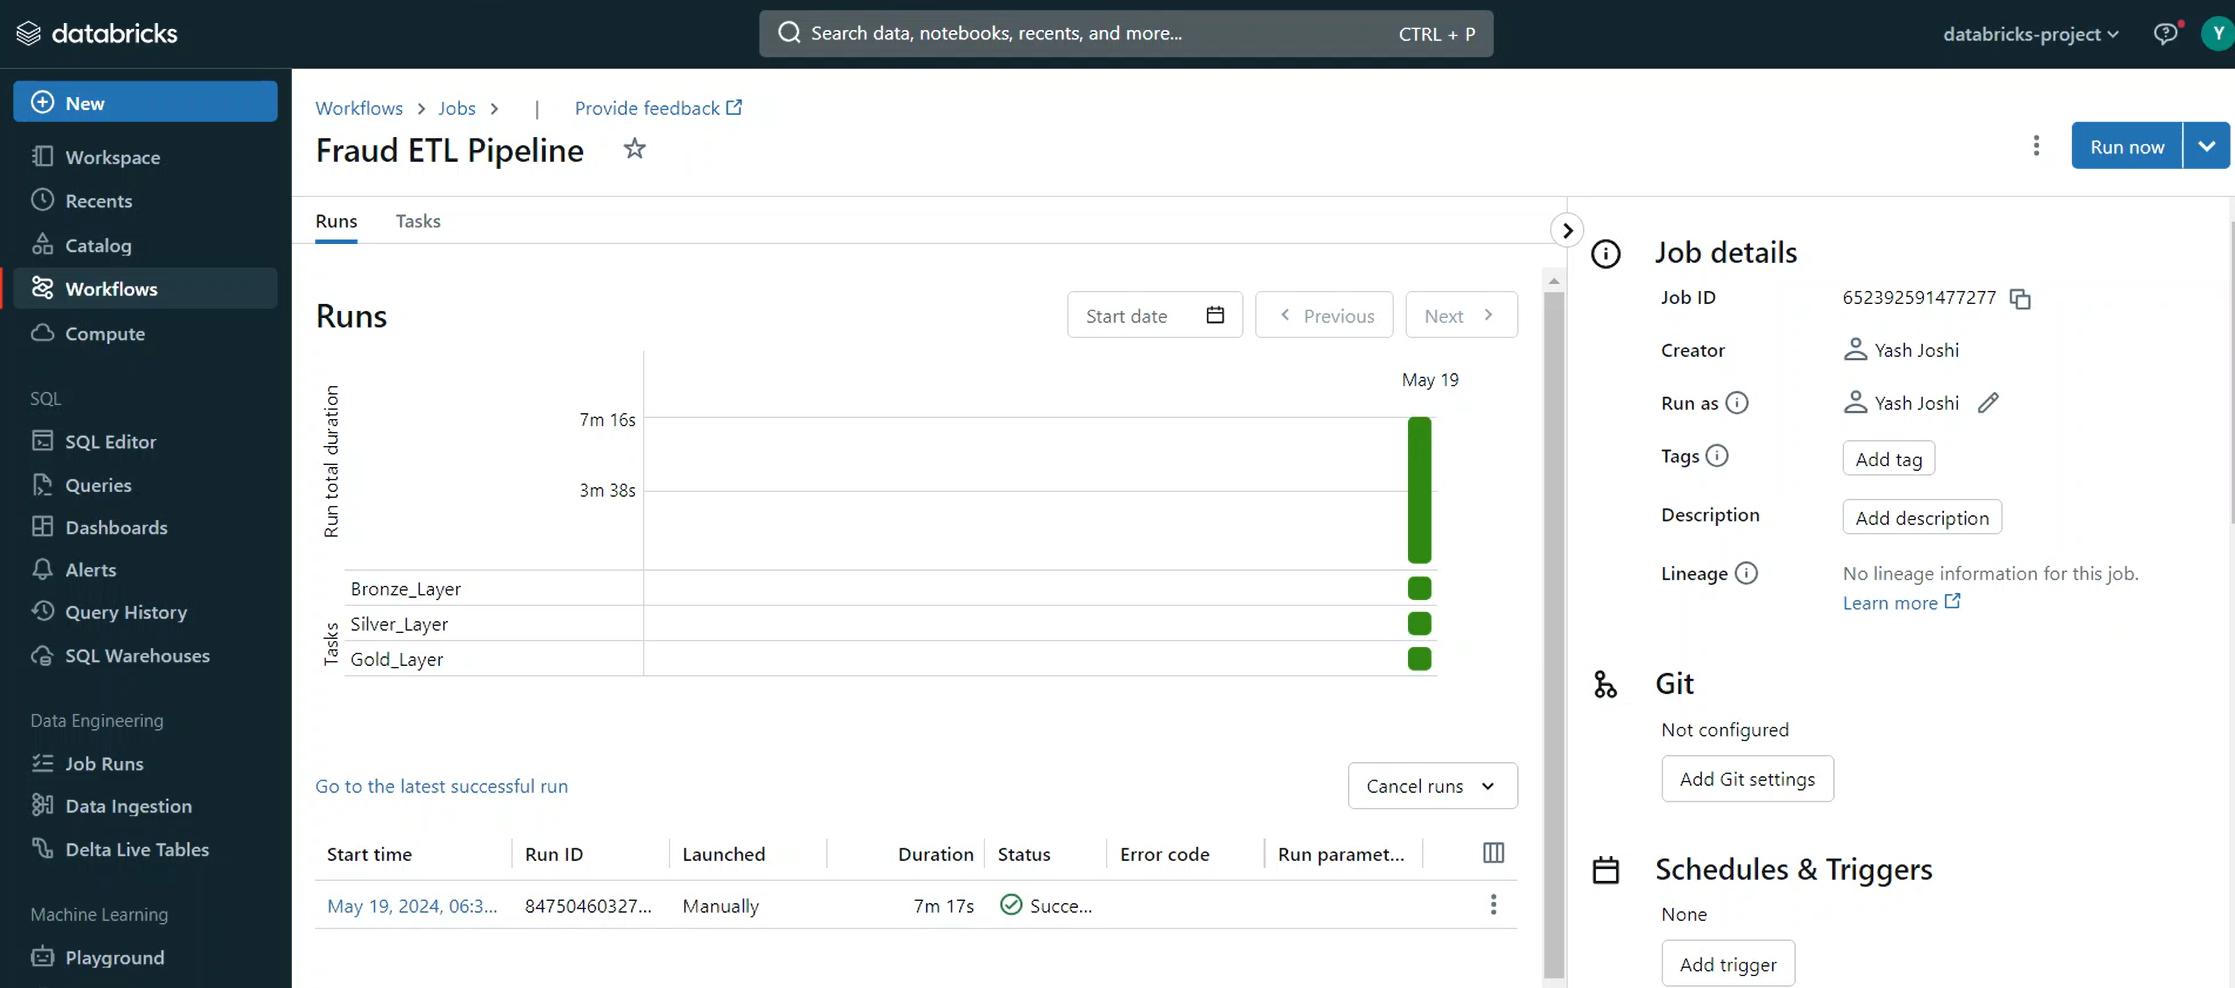 databricks
Search data, notebooks, recents, and more...
CTRL + P
databricks-project
Y
New
Workspace
Recents
Catalog
Workflows
Compute
SQL
SQL Editor
Queries
Dashboards
Alerts
Query History
SQL Warehouses
Data Engineering
Job Runs
Data Ingestion
Delta Live Tables
Machine Learning
Playground
Workflows > Jobs > | Provide feedback
Fraud ETL Pipeline
Run now
Runs Tasks
Runs
Start date
Previous
Next
May 19
Run total duration
7m 16s
3m 38s
Tasks
Bronze_Layer
Silver_Layer
Gold_Layer
Go to the latest successful run
Cancel runs
Start time Run ID Launched Duration Status Error code Run paramet...
May 19, 2024, 06:3... 84750460327... Manually 7m 17s Succe...
Job details
Job ID 652392591477277
Creator Yash Joshi
Run as Yash Joshi
Tags Add tag
Description Add description
Lineage No lineage information for this job.
Learn more
Git
Not configured
Add Git settings
Schedules & Triggers
None
Add trigger